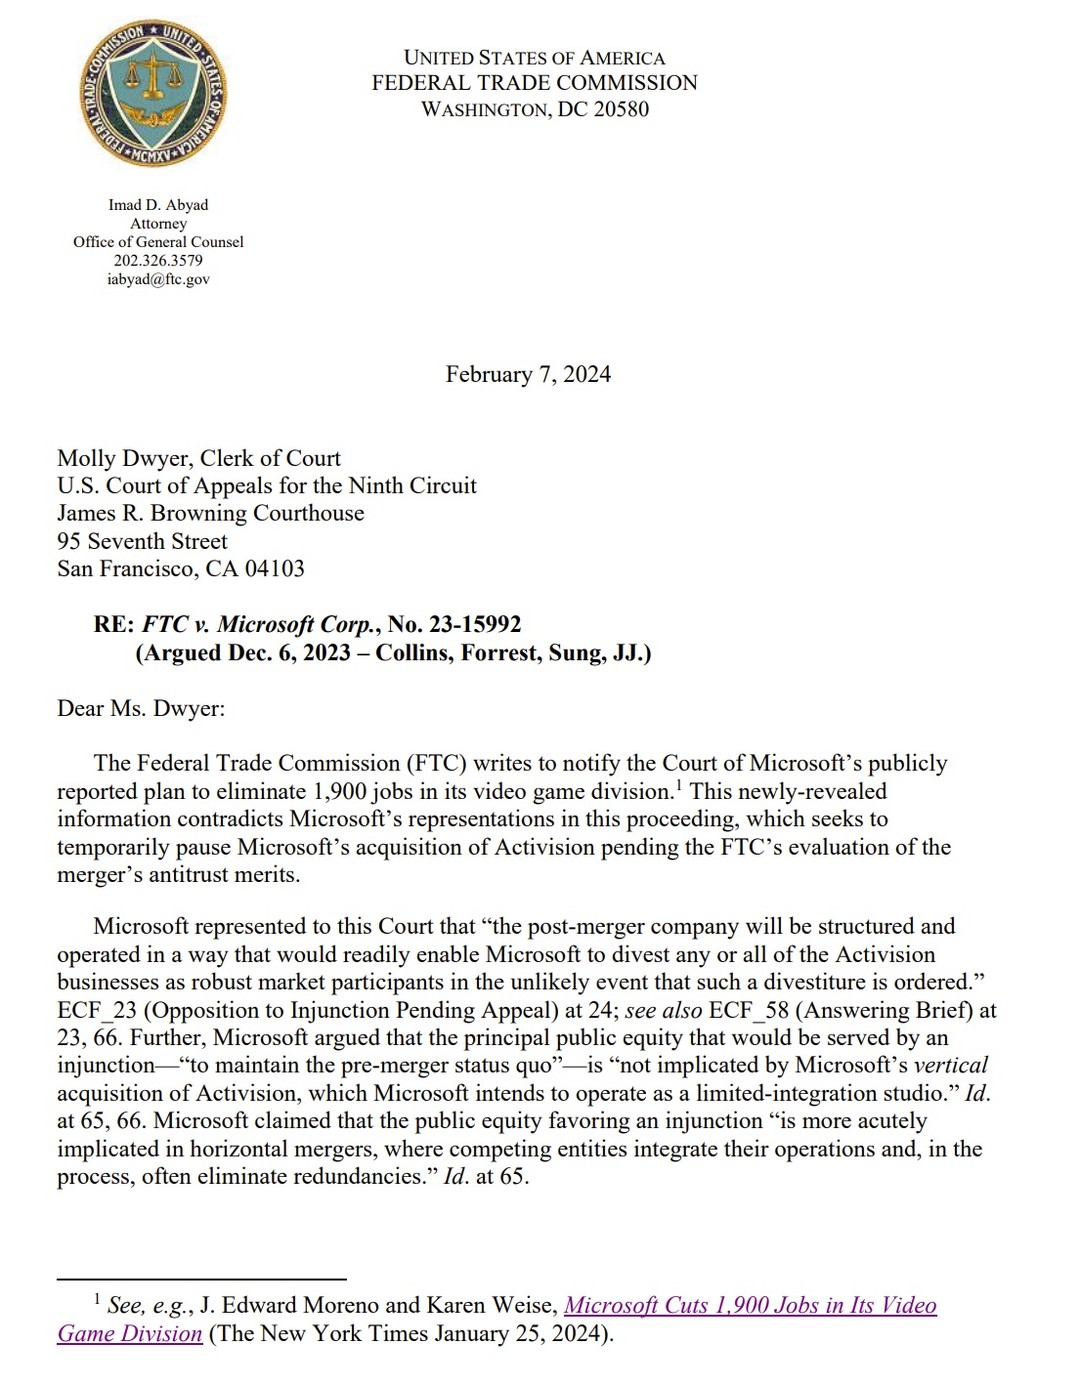 FEDERAL·TRADE·COMMISSION ★ UNITED·STATES·OF·AMERICA
★MCMXV★
UNITED STATES OF AMERICA
FEDERAL TRADE COMMISSION
WASHINGTON, DC 20580
Imad D. Abyad
Attorney
Office of General Counsel
202.326.3579
iabyad@ftc.gov
February 7, 2024
Molly Dwyer, Clerk of Court
U.S. Court of Appeals for the Ninth Circuit
James R. Browning Courthouse
95 Seventh Street
San Francisco, CA 04103
RE: FTC v. Microsoft Corp., No. 23-15992
(Argued Dec. 6, 2023 – Collins, Forrest, Sung, JJ.)
Dear Ms. Dwyer:
The Federal Trade Commission (FTC) writes to notify the Court of Microsoft’s publicly
reported plan to eliminate 1,900 jobs in its video game division.¹ This newly-revealed
information contradicts Microsoft’s representations in this proceeding, which seeks to
temporarily pause Microsoft’s acquisition of Activision pending the FTC’s evaluation of the
merger’s antitrust merits.
Microsoft represented to this Court that “the post-merger company will be structured and
operated in a way that would readily enable Microsoft to divest any or all of the Activision
businesses as robust market participants in the unlikely event that such a divestiture is ordered.”
ECF_23 (Opposition to Injunction Pending Appeal) at 24; see also ECF_58 (Answering Brief) at
23, 66. Further, Microsoft argued that the principal public equity that would be served by an
injunction—“to maintain the pre-merger status quo”—is “not implicated by Microsoft’s vertical
acquisition of Activision, which Microsoft intends to operate as a limited-integration studio.” Id.
at 65, 66. Microsoft claimed that the public equity favoring an injunction “is more acutely
implicated in horizontal mergers, where competing entities integrate their operations and, in the
process, often eliminate redundancies.” Id. at 65.
¹ See, e.g., J. Edward Moreno and Karen Weise, Microsoft Cuts 1,900 Jobs in Its Video
Game Division (The New York Times January 25, 2024).